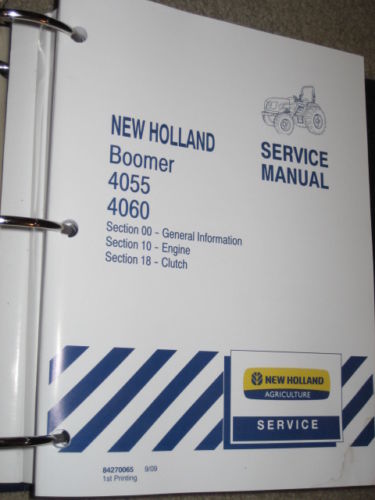 NEW HOLLAND
Boomer
4055
4060
SERVICE
MANUAL
Section 00 - General Information
Section 10 - Engine
Section 18 - Clutch
NEW HOLLAND
AGRICULTURE
SERVICE
84270065 9/09
1st Printing